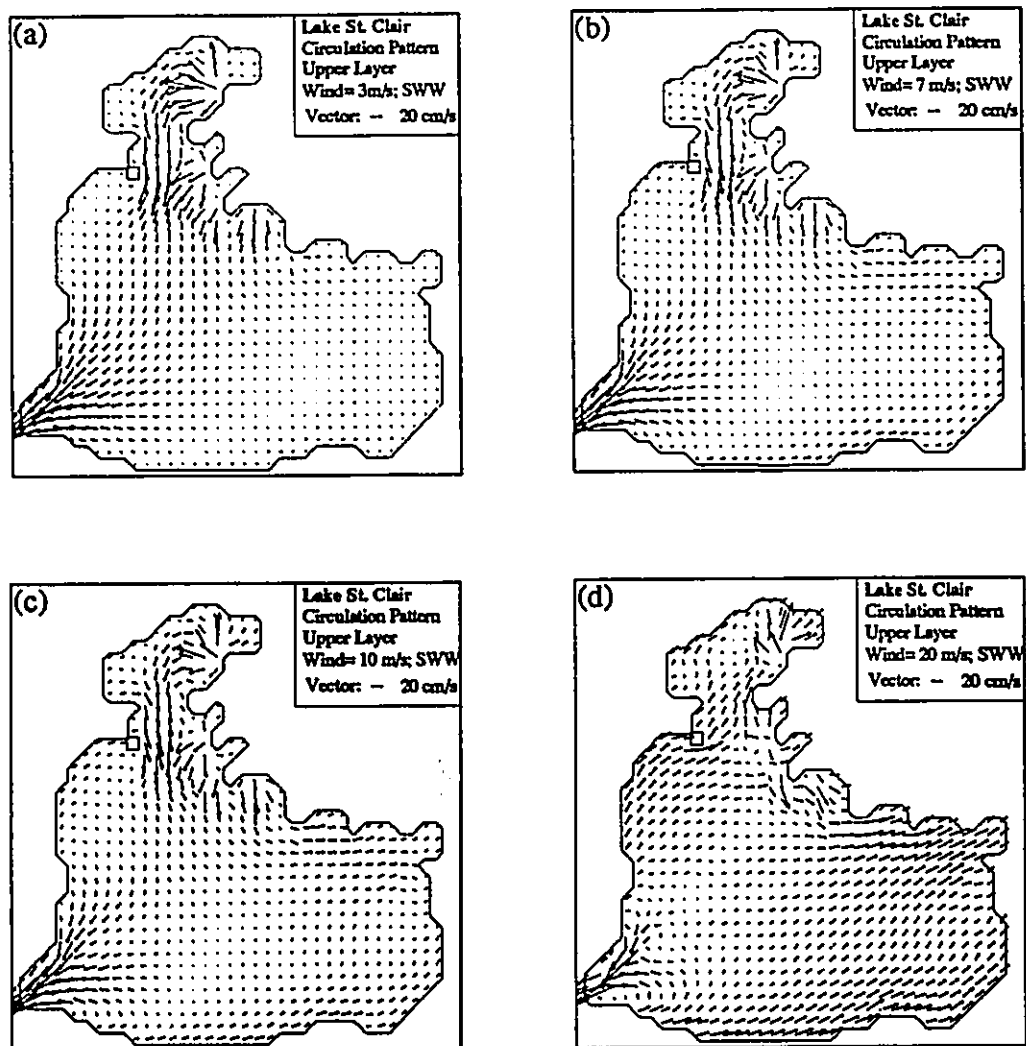 (a)
Lake St. Clair
Circulation Pattern
Upper Layer
Wind= 3m/s; SWW
Vector: – 20 cm/s
(b)
Lake St. Clair
Circulation Pattern
Upper Layer
Wind= 7 m/s; SWW
Vector: – 20 cm/s
(c)
Lake St. Clair
Circulation Pattern
Upper Layer
Wind= 10 m/s; SWW
Vector: – 20 cm/s
(d)
Lake St. Clair
Circulation Pattern
Upper Layer
Wind= 20 m/s; SWW
Vector: – 20 cm/s